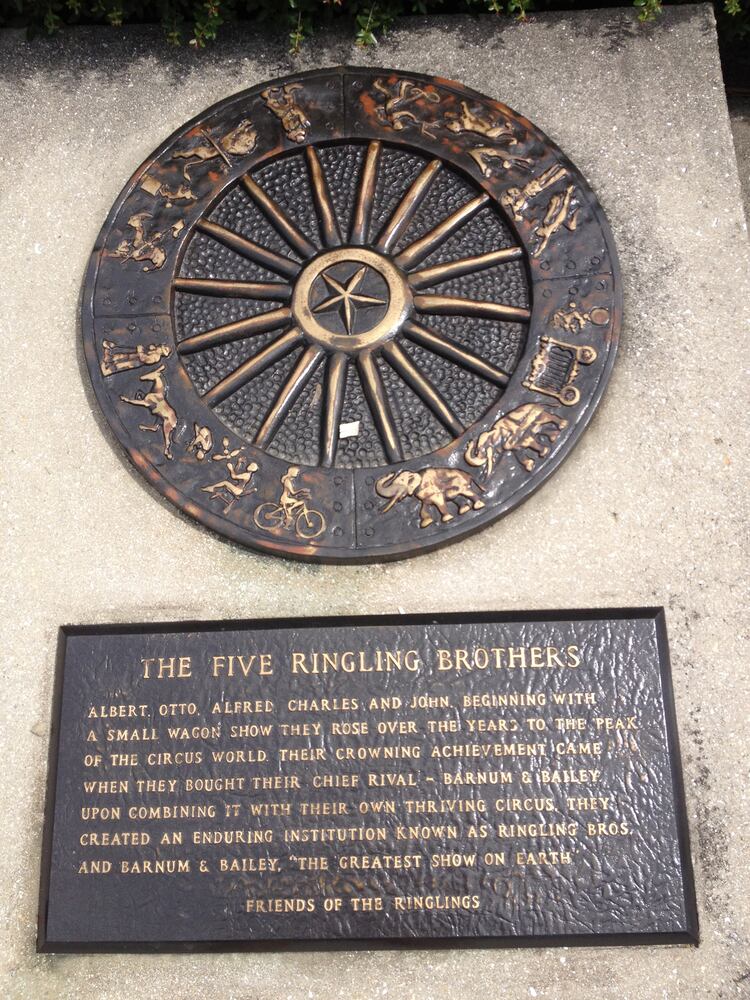 THE FIVE RINGLING BROTHERS
ALBERT, OTTO, ALFRED, CHARLES AND JOHN, BEGINNING WITH
A SMALL WAGON SHOW THEY ROSE OVER THE YEARS TO THE PEAK
OF THE CIRCUS WORLD. THEIR CROWNING ACHIEVEMENT CAME
WHEN THEY BOUGHT THEIR CHIEF RIVAL - BARNUM & BAILEY.
UPON COMBINING IT WITH THEIR OWN THRIVING CIRCUS, THEY
CREATED AN ENDURING INSTITUTION KNOWN AS RINGLING BROS.
AND BARNUM & BAILEY, "THE GREATEST SHOW ON EARTH"
FRIENDS OF THE RINGLINGS